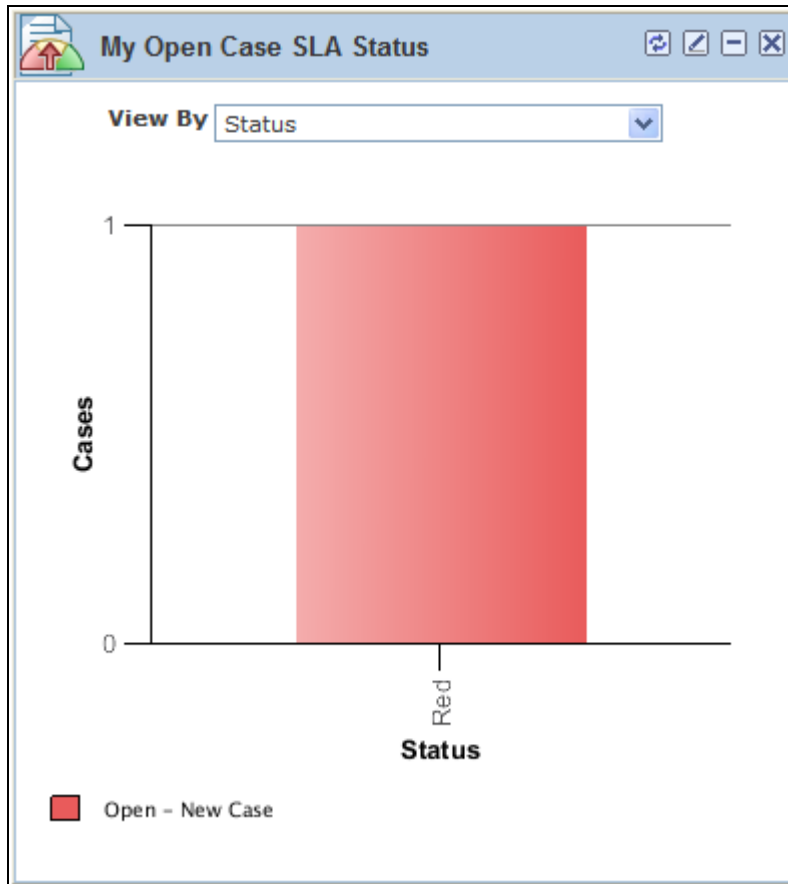 My Open Case SLA Status
View By Status
1
Cases
0
Red
Status
Open – New Case